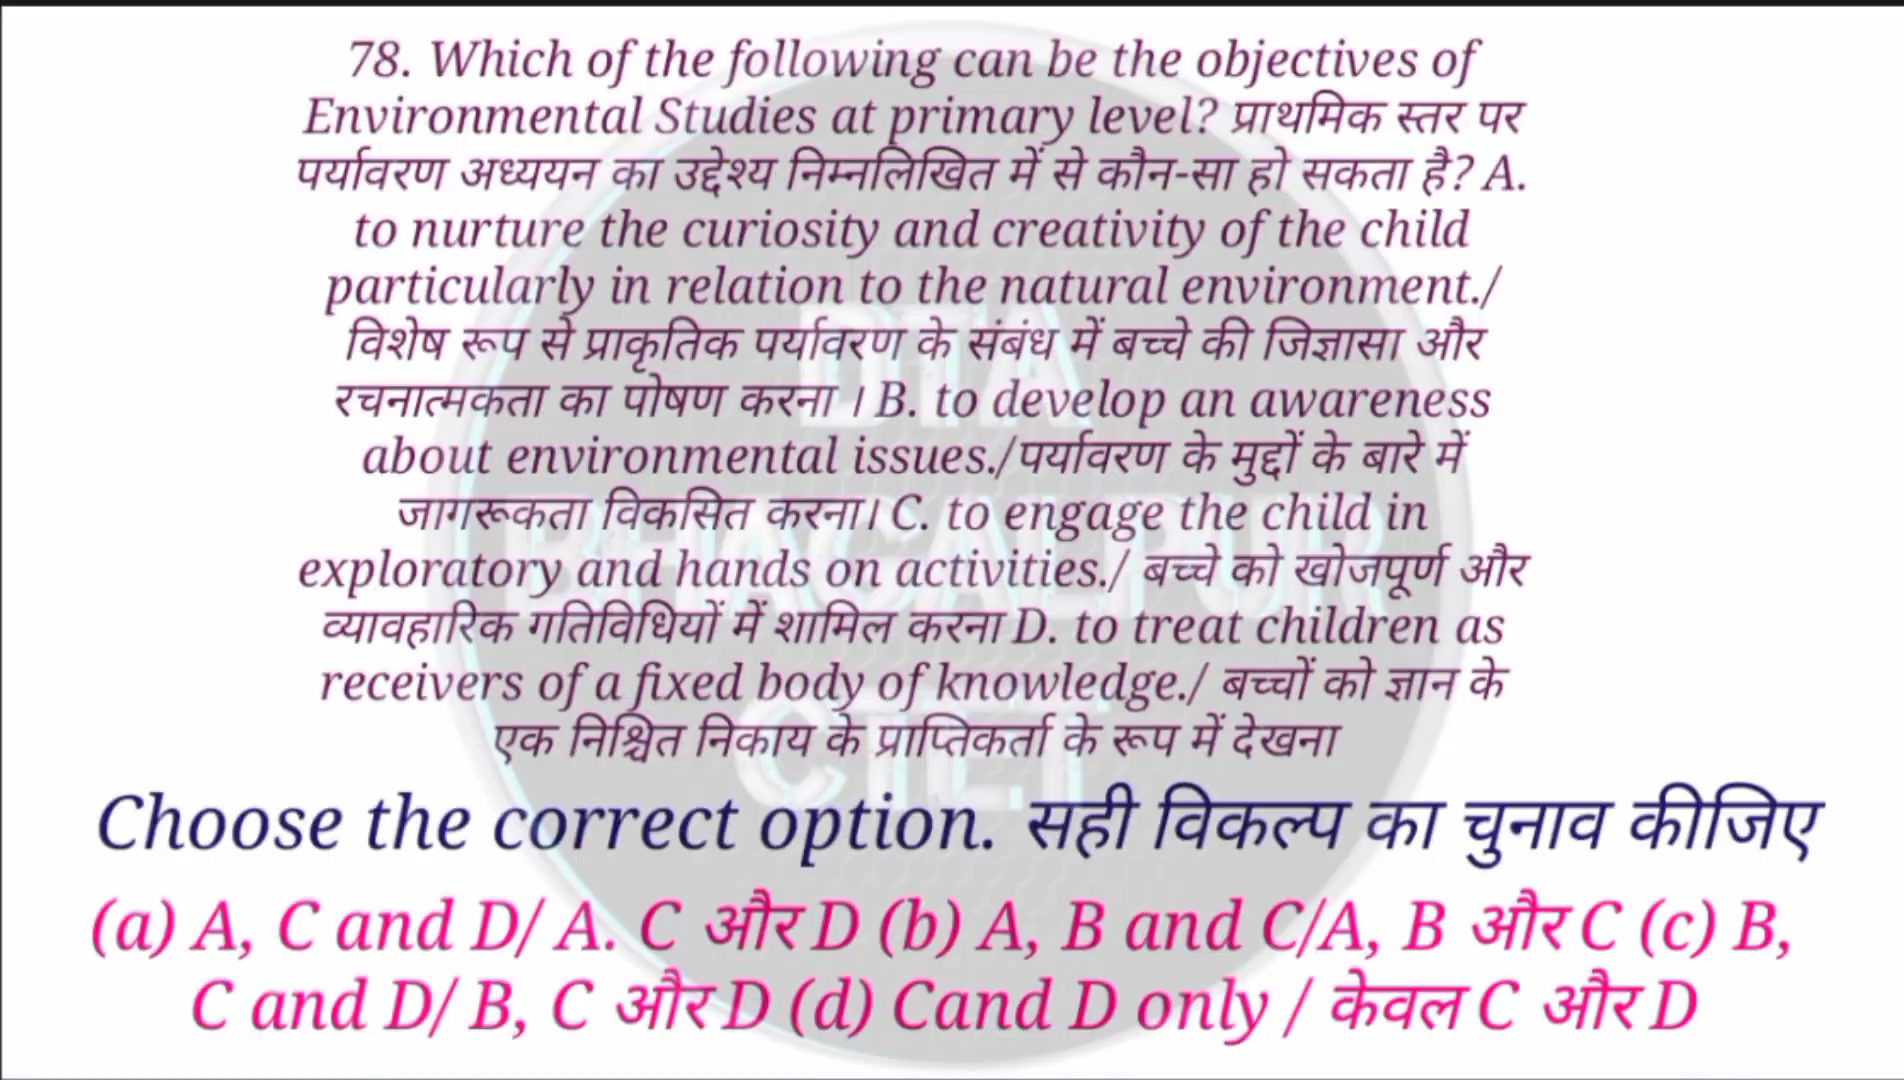 78. Which of the following can be the objectives of
Environmental Studies at primary level? प्राथमिक स्तर पर
पर्यावरण अध्ययन का उद्देश्य निम्नलिखित में से कौन-सा हो सकता है? A.
to nurture the curiosity and creativity of the child
particularly in relation to the natural environment./
विशेष रूप से प्राकृतिक पर्यावरण के संबंध में बच्चे की जिज्ञासा और
रचनात्मकता का पोषण करना । B. to develop an awareness
about environmental issues./पर्यावरण के मुद्दों के बारे में
जागरूकता विकसित करना। C. to engage the child in
exploratory and hands on activities./ बच्चे को खोजपूर्ण और
व्यावहारिक गतिविधियों में शामिल करना D. to treat children as
receivers of a fixed body of knowledge./ बच्चों को ज्ञान के
एक निश्चित निकाय के प्राप्तिकर्ता के रूप में देखना
Choose the correct option. सही विकल्प का चुनाव कीजिए
(a) A, C and D/ A. C और D (b) A, B and C/A, B और C (c) B,
C and D/ B, C और D (d) Cand D only / केवल C और D
DTA
BHAGALPUR
CTET